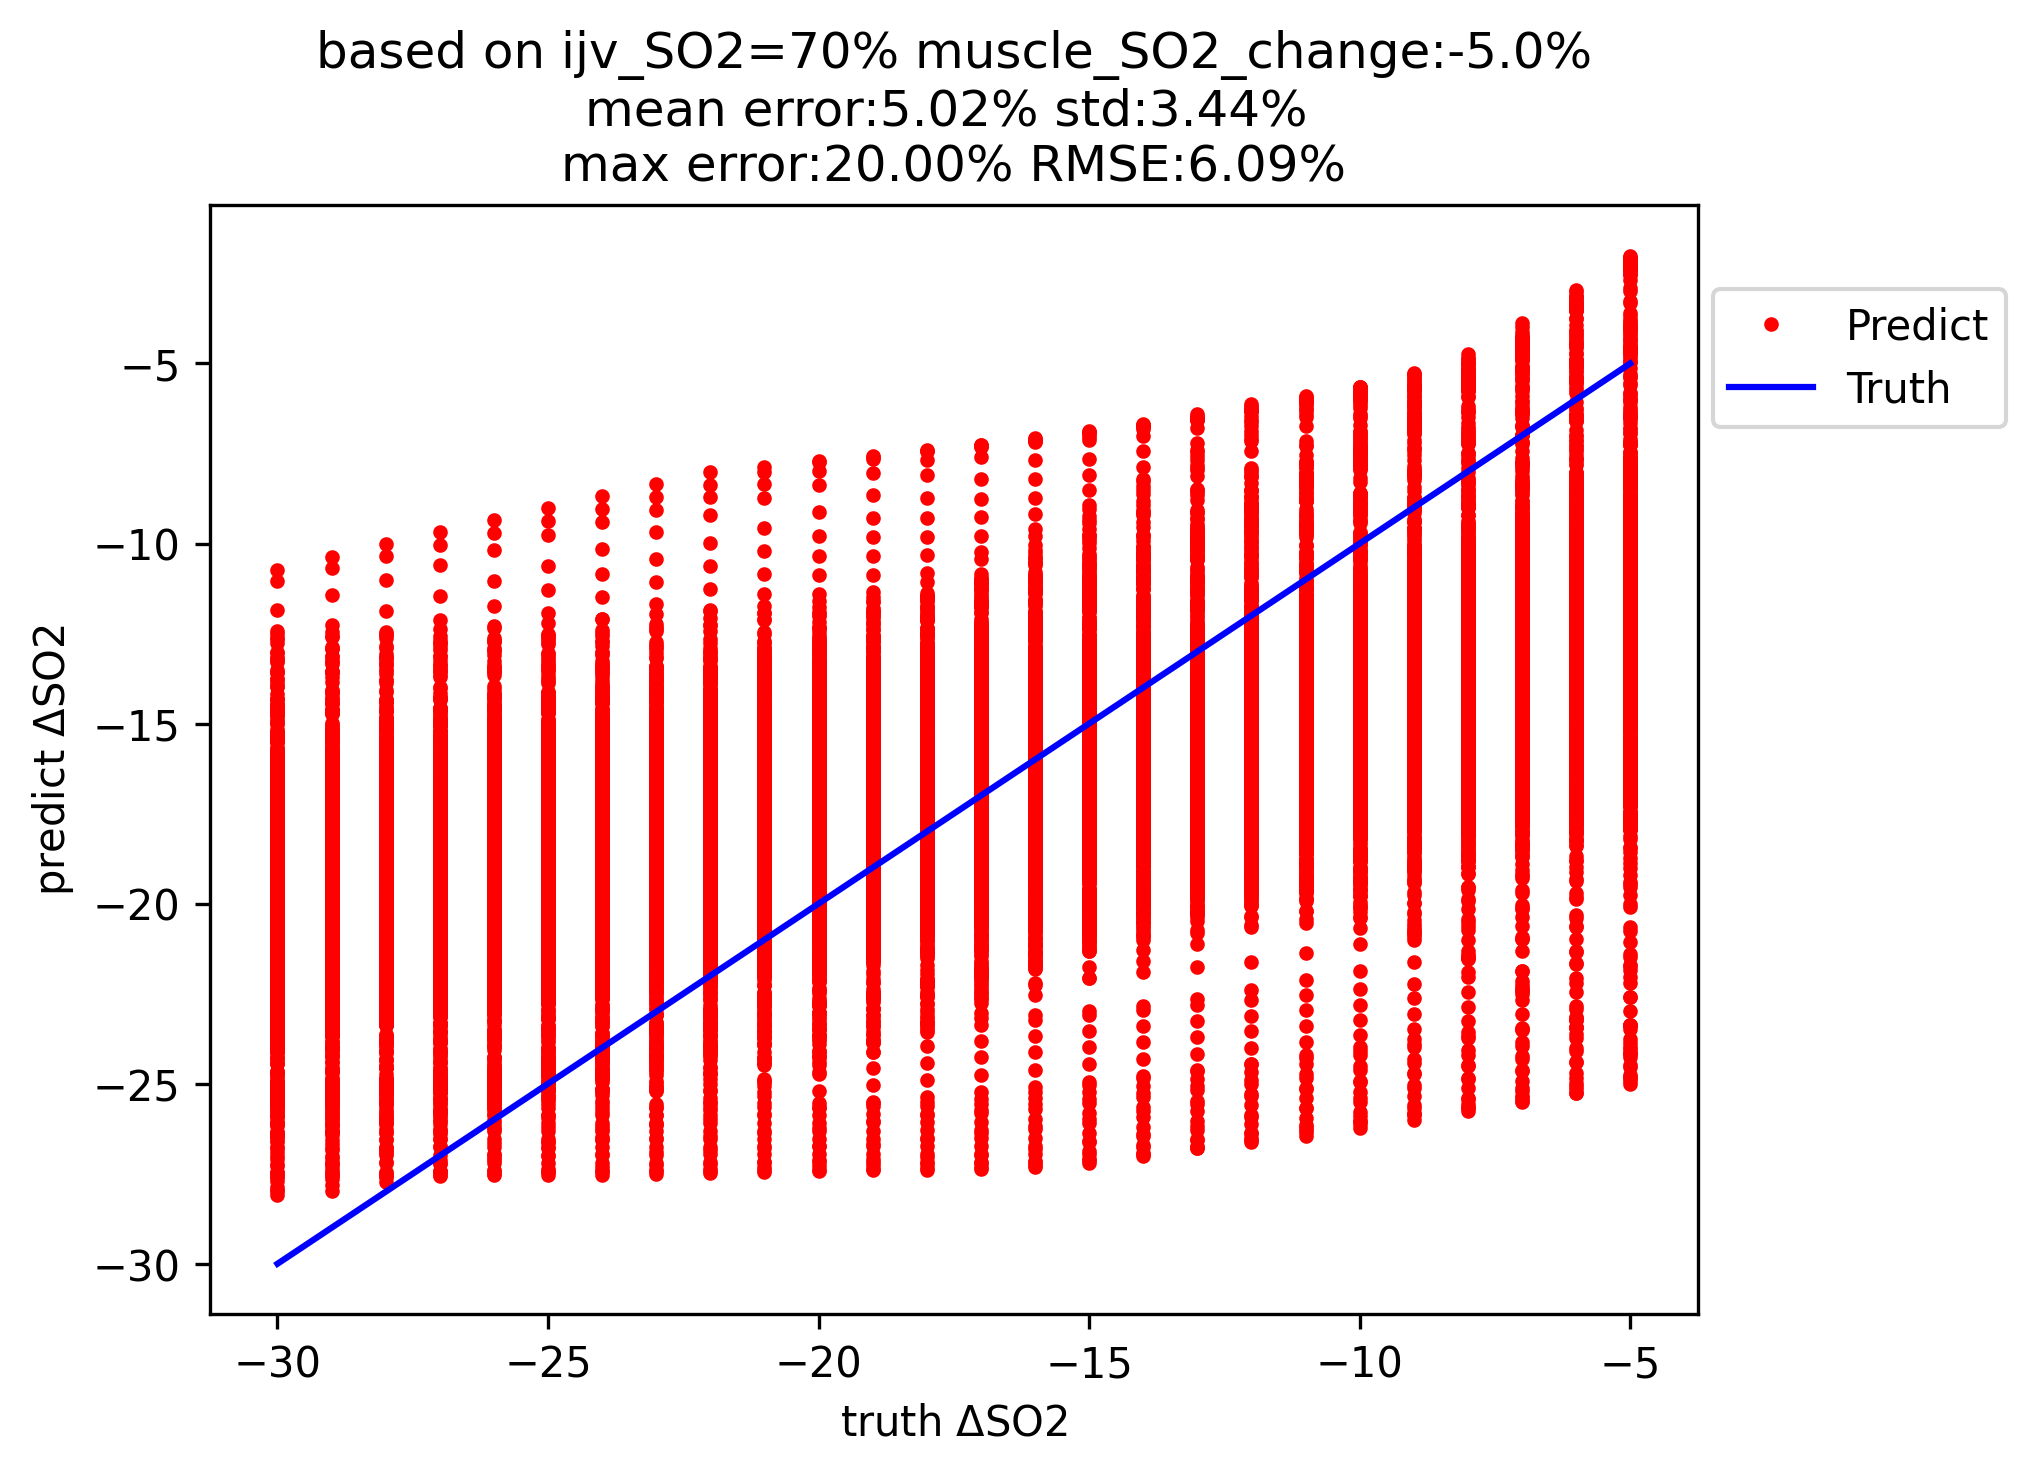 based on ijv_SO2=70% muscle_SO2_change:-5.0%
mean error:5.02% std:3.44%
max error:20.00% RMSE:6.09%
Predict
Truth
predict ΔSO2
−5
−10
−15
−20
−25
−30
−30 −25 −20 −15 −10 −5
truth ΔSO2